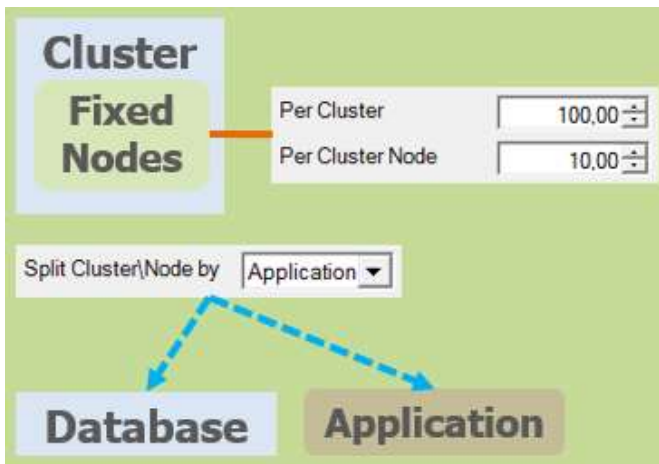 Cluster
Fixed
Nodes
Per Cluster 100,00
Per Cluster Node 10,00
Split Cluster\Node by Application
Database Application